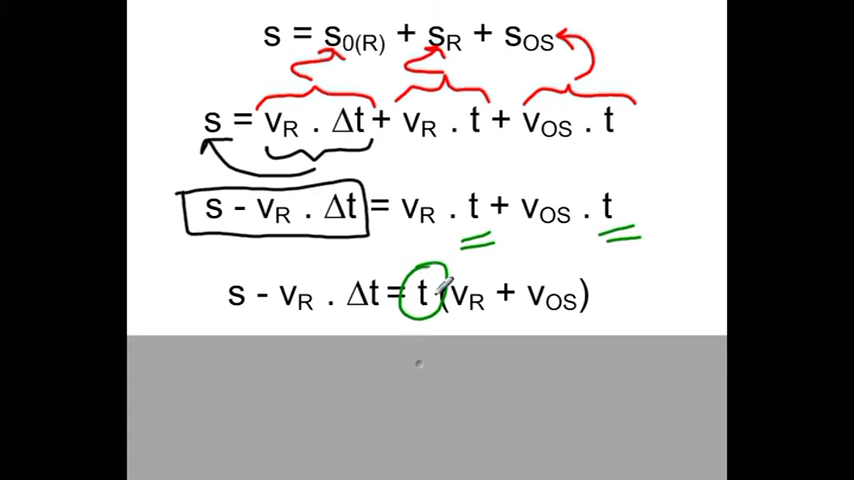 s = s₀₍R₎ + sR + sOS
s = vR . Δt + vR . t + vOS . t
s - vR . Δt = vR . t + vOS . t
s - vR . Δt = t (vR + vOS)